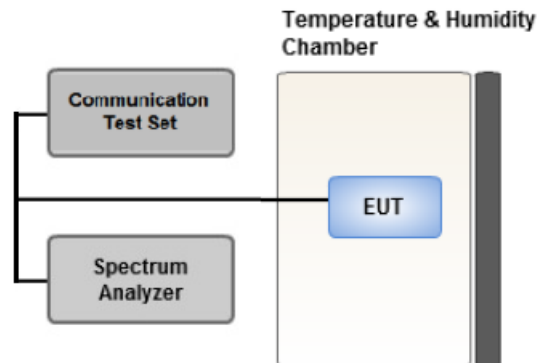 Temperature & Humidity
Chamber
Communication
Test Set
EUT
Spectrum
Analyzer